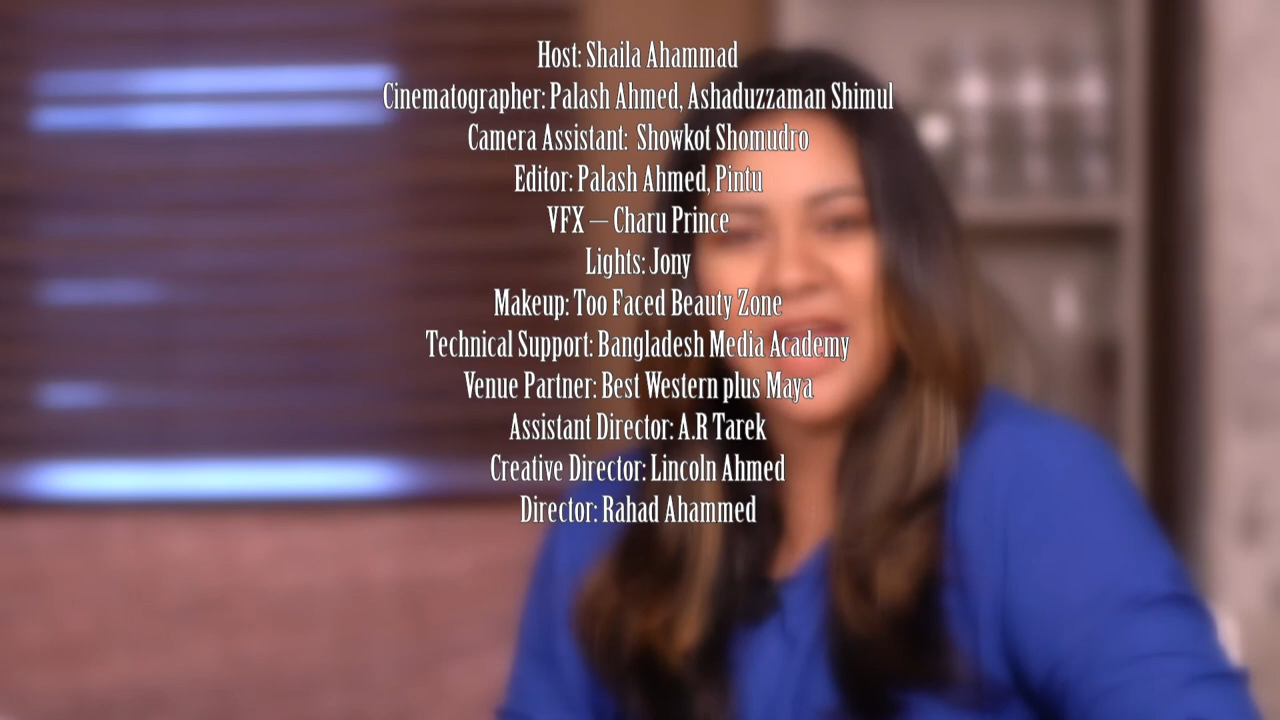 Host: Shaila Ahammad
Cinematographer: Palash Ahmed, Ashaduzzaman Shimul
Camera Assistant: Showkot Shomudro
Editor: Palash Ahmed, Pintu
VFX – Charu Prince
Lights: Jony
Makeup: Too Faced Beauty Zone
Technical Support: Bangladesh Media Academy
Venue Partner: Best Western plus Maya
Assistant Director: A.R Tarek
Creative Director: Lincoln Ahmed
Director: Rahad Ahammed